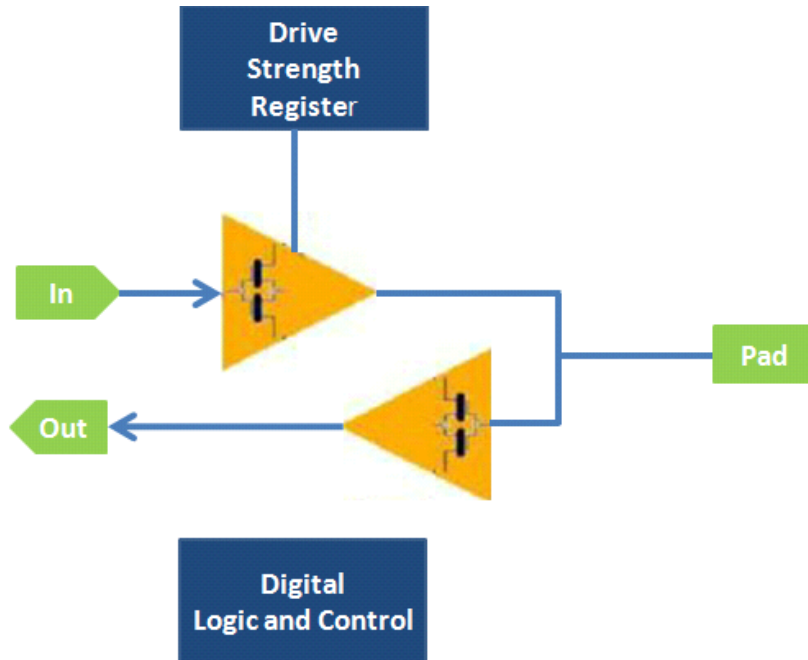 Drive
Strength
Register
In
Pad
Out
Digital
Logic and Control